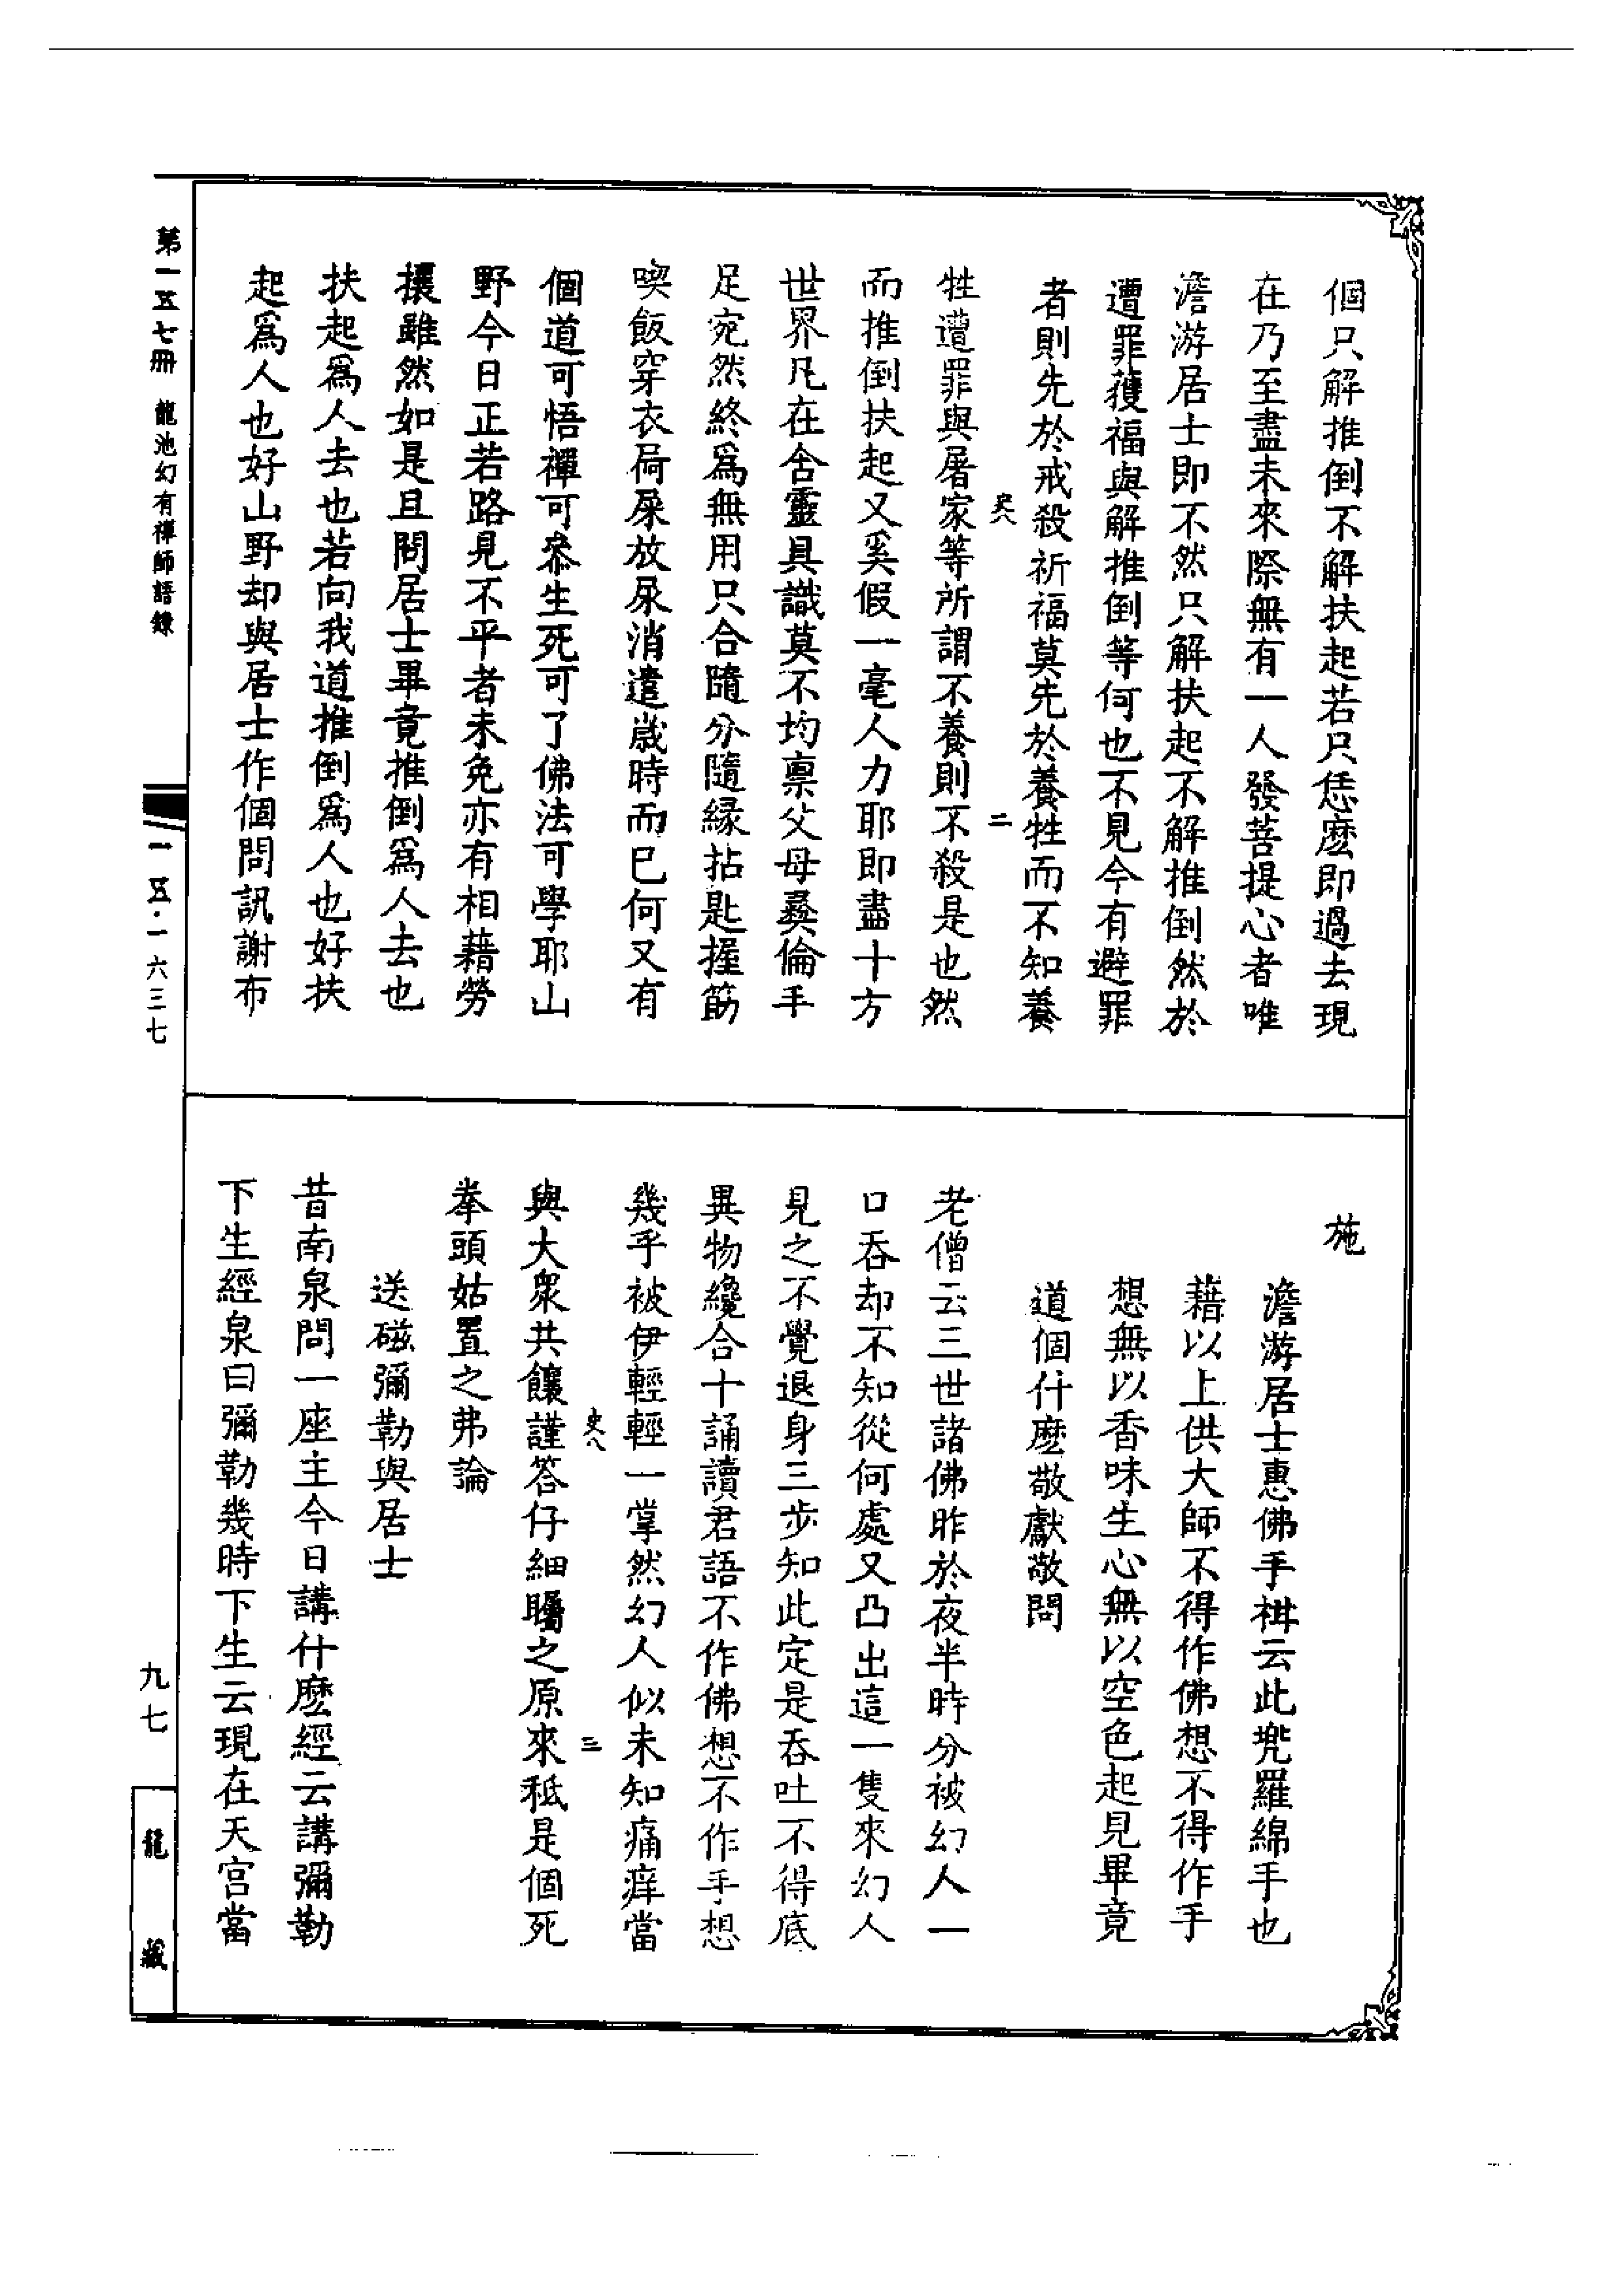 個只解推倒不解扶起若只恁麽即過去現
在乃至盡未來際無有一人發菩提心者唯
澹游居士即不然只解扶起不解推倒然於
遭罪獲福與解推倒等何也不見今有避罪
者則先於戒殺祈福莫先於養牲而不知養
史八 二
牲遭罪與屠家等所謂不養則不殺是也然
而推倒扶起又奚假一毫人力耶即盡十方
世界凡在含靈具識莫不均禀父母彝倫手
足宛然終爲無用只合隨分隨緣拈匙握筯
喫飯穿衣屙屎放尿消遣歲時而已何又有
個道可悟禪可叅生死可了佛法可學耶山
野今日正若路見不平者未免亦有相藉勞
攘雖然如是且問居士畢竟推倒爲人去也
扶起爲人去也若向我道推倒爲人也好扶
起爲人也好山野却與居士作個問訊謝布
施
澹游居士惠佛手柑云此兠羅綿手也
藉以上供大師不得作佛想不得作手
想無以香味生心無以空色起見畢竟
道個什麽敬獻敬問
老僧云三世諸佛昨於夜半時分被幻人一
口吞却不知從何處又凸出這一隻來幻人
見之不覺退身三步知此定是吞吐不得底
異物纔合十誦讀君語不作佛想不作手想
幾乎被伊輕輕一掌然幻人似未知痛痒當
史八 三
與大衆共饟謹答仔細矚之原來秪是個死
拳頭姑置之弗論
送磁彌勒與居士
昔南泉問一座主今日講什麽經云講彌勒
下生經泉曰彌勒幾時下生云現在天宮當
第一五七冊 龍池幻有禪師語錄
一五·一六三七
九七
龍藏